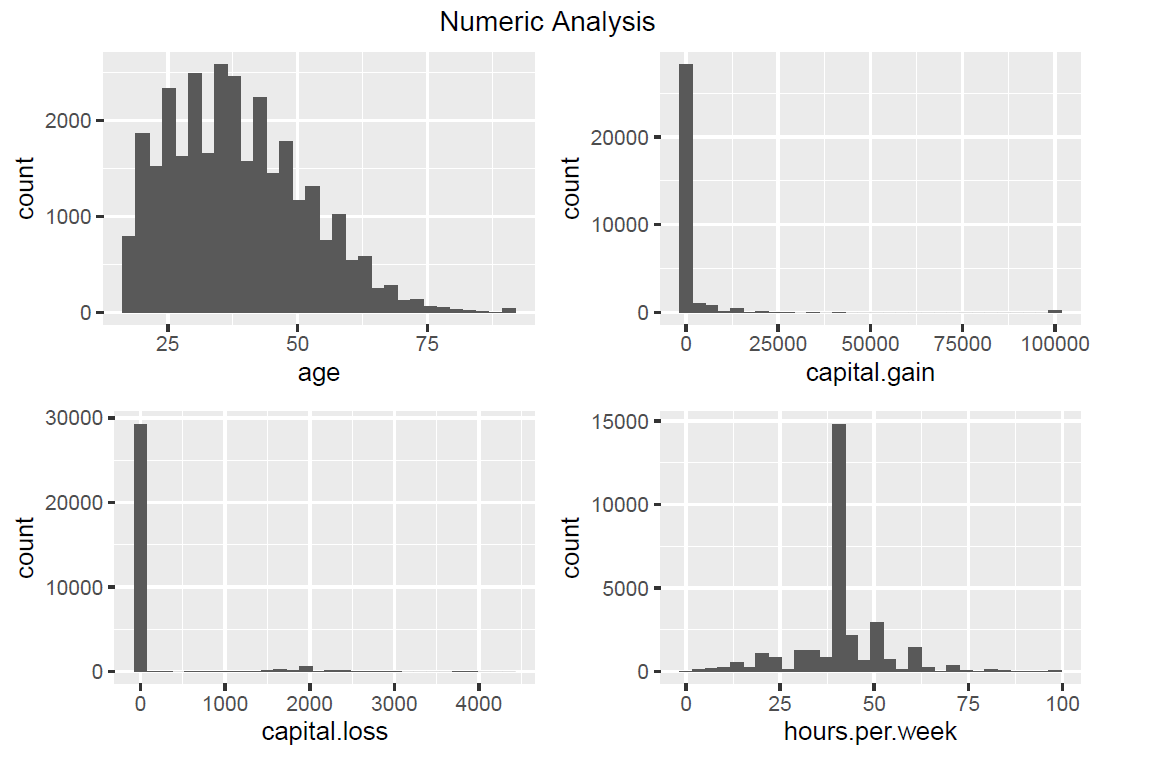 Numeric Analysis
count
2000
1000
0
25 50 75
age
count
20000
10000
0
0 25000 50000 75000 100000
capital.gain
count
30000
20000
10000
0
0 1000 2000 3000 4000
capital.loss
count
15000
10000
5000
0
0 25 50 75 100
hours.per.week